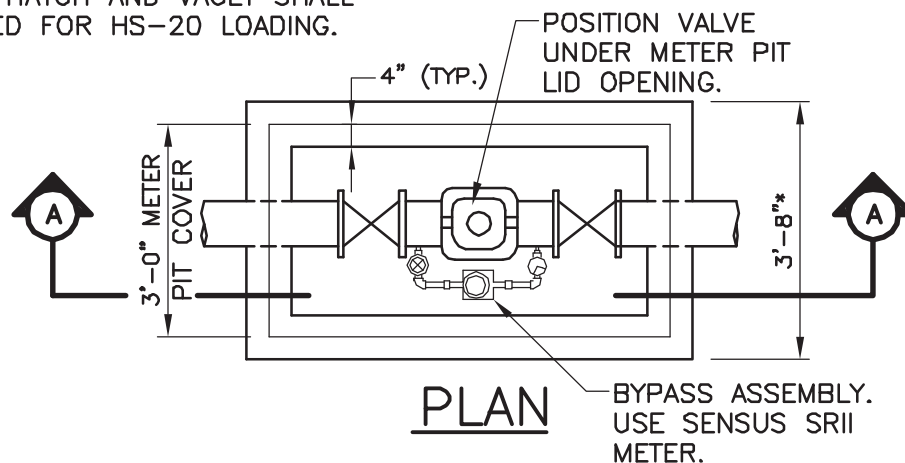 HATCH AND VAULT SHALL
ED FOR HS-20 LOADING.
POSITION VALVE
UNDER METER PIT
LID OPENING.
4" (TYP.)
3'-0" METER
PIT COVER
A
A
3'-8"*
PLAN
BYPASS ASSEMBLY.
USE SENSUS SRII
METER.